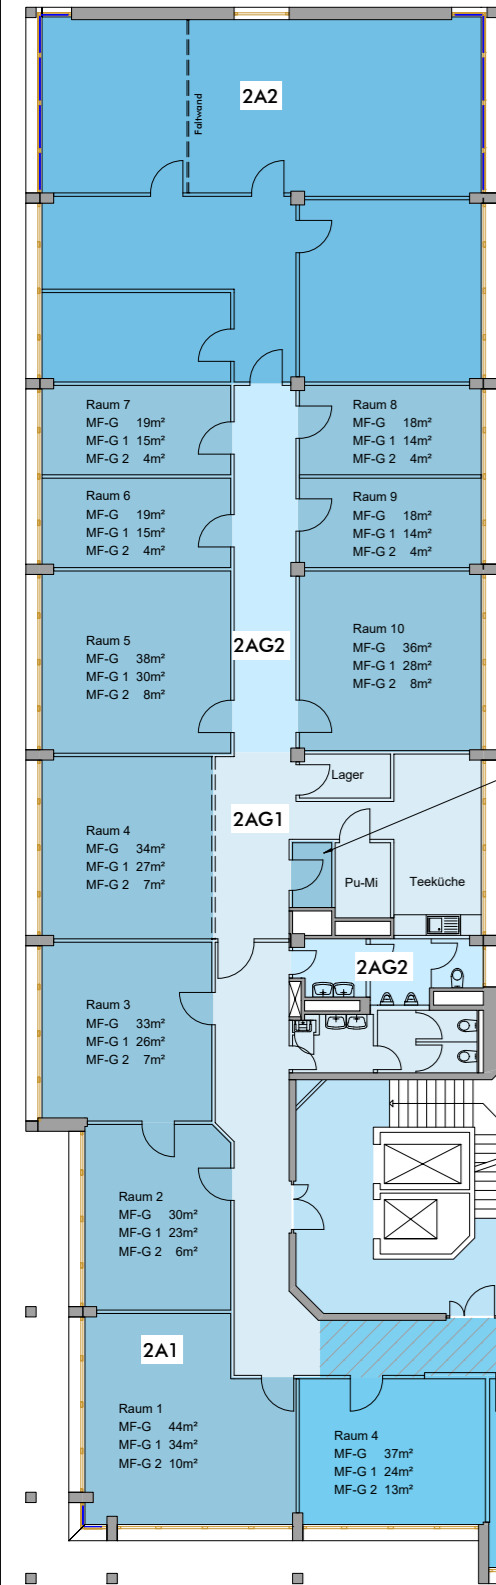 2A2
Faltwand
Raum 7
MF-G 19m²
MF-G 1 15m²
MF-G 2 4m²
Raum 8
MF-G 18m²
MF-G 1 14m²
MF-G 2 4m²
Raum 6
MF-G 19m²
MF-G 1 15m²
MF-G 2 4m²
Raum 9
MF-G 18m²
MF-G 1 14m²
MF-G 2 4m²
Raum 5
MF-G 38m²
MF-G 1 30m²
MF-G 2 8m²
2AG2
Raum 10
MF-G 36m²
MF-G 1 28m²
MF-G 2 8m²
Lager
2AG1
Raum 4
MF-G 34m²
MF-G 1 27m²
MF-G 2 7m²
Pu-Mi
Teeküche
2AG2
Raum 3
MF-G 33m²
MF-G 1 26m²
MF-G 2 7m²
Raum 2
MF-G 30m²
MF-G 1 23m²
MF-G 2 6m²
2A1
Raum 1
MF-G 44m²
MF-G 1 34m²
MF-G 2 10m²
Raum 4
MF-G 37m²
MF-G 1 24m²
MF-G 2 13m²